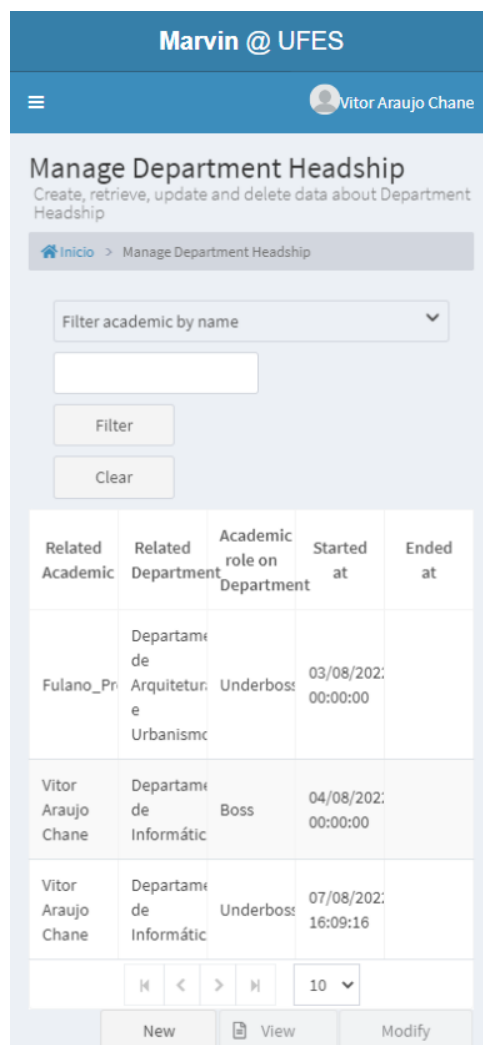 Marvin @ UFES
Vitor Araujo Chane
Manage Department Headship
Create, retrieve, update and delete data about Department
Headship
Inicio > Manage Department Headship
Filter academic by name
Filter
Clear
Related
Academic
Related
Department
Academic
role on
Department
Started
at
Ended
at
Fulano_Pr
Departame
de
Arquitetur
e
Urbanismo
Underboss
03/08/202
00:00:00
Vitor
Araujo
Chane
Departame
de
Informátic
Boss
04/08/202
00:00:00
Vitor
Araujo
Chane
Departame
de
Informátic
Underboss
07/08/202
16:09:16
10
New
View
Modify